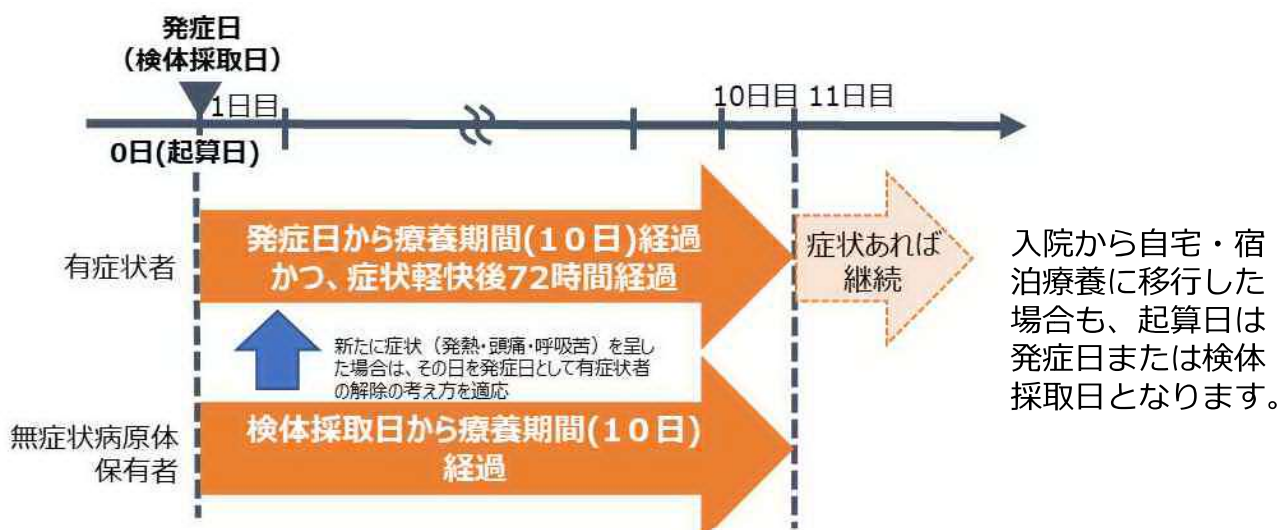 発症日
(検体採取日)
1日目
10日目
11日目
0日(起算日)
有症状者
発症日から療養期間(10日)経過
かつ、症状軽快後72時間経過
症状あれば
継続
新たに症状(発熱・頭痛・呼吸苦)を呈し
た場合は、その日を発症日として有症状者
の解除の考え方を適応
無症状病原体
保有者
検体採取日から療養期間(10日)
経過
入院から自宅・宿
泊療養に移行した
場合も、起算日は
発症日または検体
採取日となります。